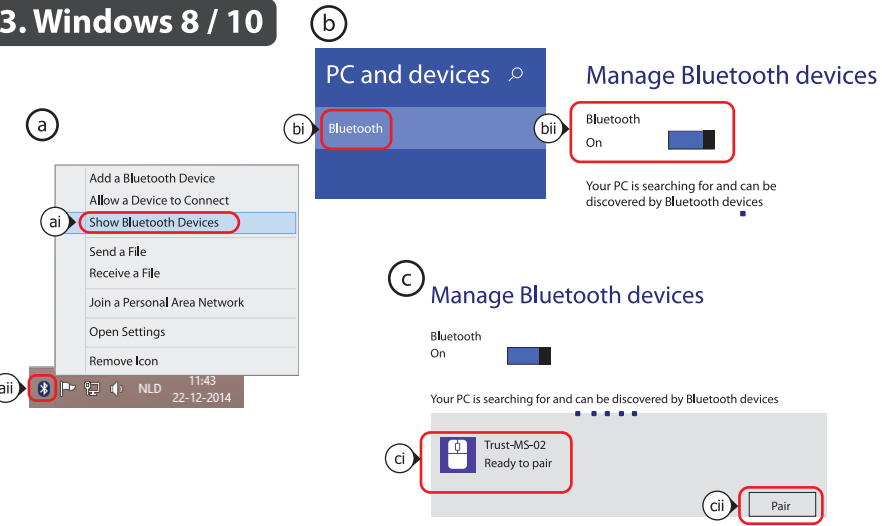 3. Windows 8 / 10
a
Add a Bluetooth Device
Allow a Device to Connect
ai
Show Bluetooth Devices
Send a File
Receive a File
Join a Personal Area Network
Open Settings
Remove Icon
aii
NLD
11:43
22-12-2014
b
PC and devices
bi
Bluetooth
Manage Bluetooth devices
bii
Bluetooth
On
Your PC is searching for and can be
discovered by Bluetooth devices
c
Manage Bluetooth devices
Bluetooth
On
Your PC is searching for and can be discovered by Bluetooth devices
ci
Trust-MS-02
Ready to pair
cii
Pair